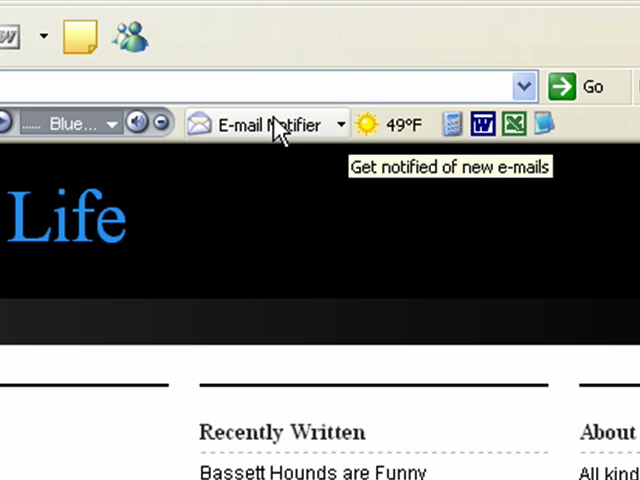 W
Go
...... Blue...
E-mail Notifier
49°F
W
X
Get notified of new e-mails
Life
Recently Written
About
Bassett Hounds are Funny
All kind